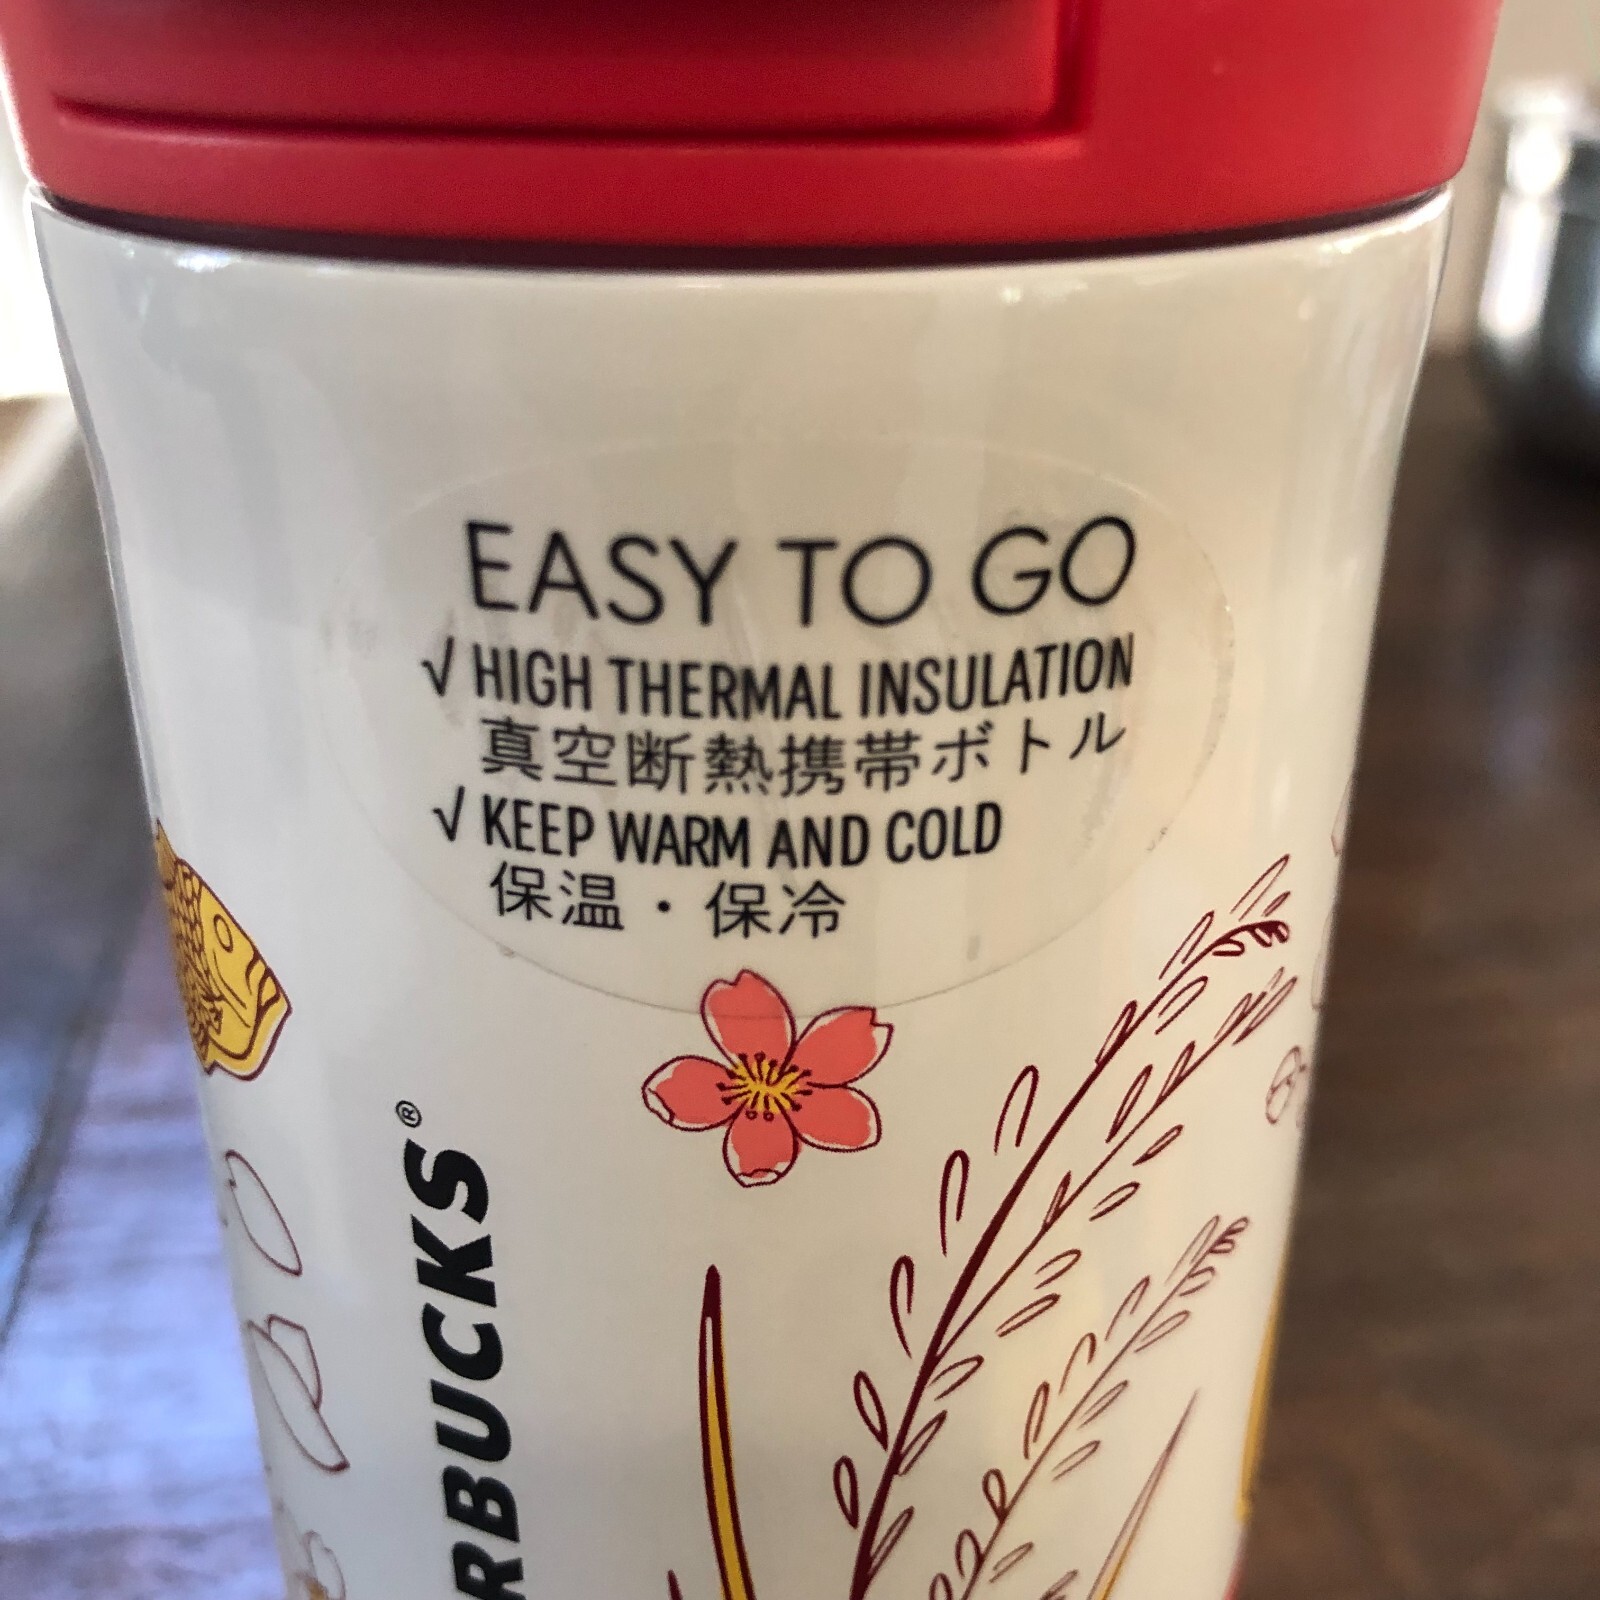 EASY TO GO
√ HIGH THERMAL INSULATION
真空断熱携帯ボトル
√ KEEP WARM AND COLD
保温・保冷
RBUCKS®